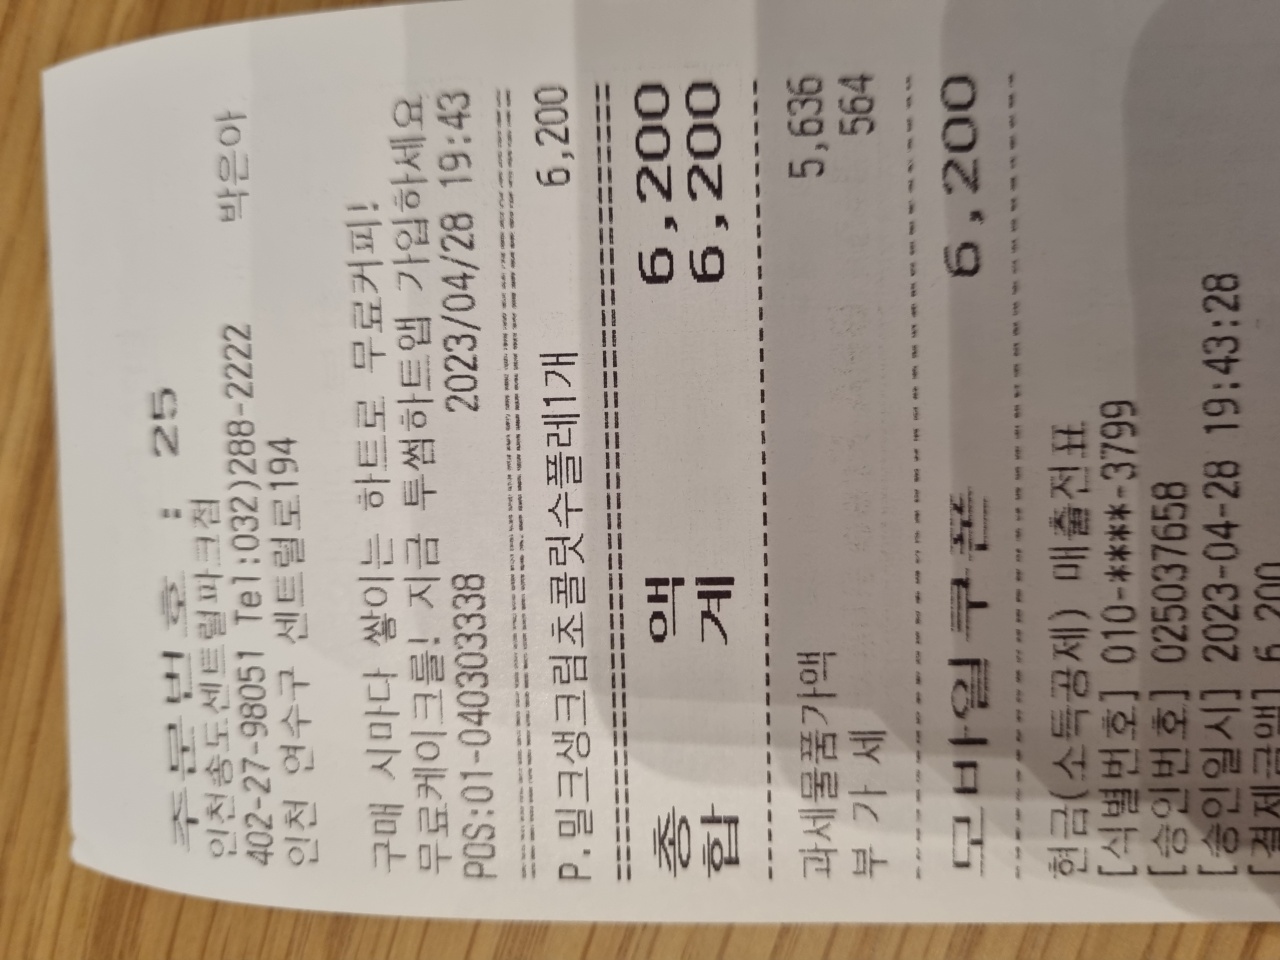 주문번호 : 25
인천송도센트럴파크점
402-27-98051 Tel:032)288-2222 박은아
인천 연수구 센트럴로194
구매 시마다 쌓이는 하트로 무료커피!
무료케이크를! 지금 투썸하트앱 가입하세요
POS:01-040303338 2023/04/28 19:43
P.밀크생크림초콜릿수플레1개 6,200
총 액 6,200
합 계 6,200
과세물품가액 5,636
부 가 세 564
모바일쿠폰 6,200
현금(소득공제) 매출전표
[식별번호] 010-****-3799
[승인번호] 025037658
[승인일시] 2023-04-28 19:43:28
[결제금액] 6,200